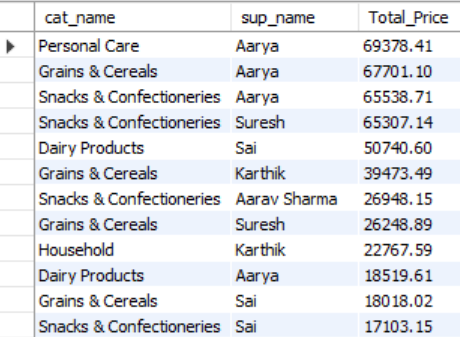 cat_name sup_name Total_Price
Personal Care Aarya 69378.41
Grains & Cereals Aarya 67701.10
Snacks & Confectioneries Aarya 65538.71
Snacks & Confectioneries Suresh 65307.14
Dairy Products Sai 50740.60
Grains & Cereals Karthik 39473.49
Snacks & Confectioneries Aarav Sharma 26948.15
Grains & Cereals Suresh 26248.89
Household Karthik 22767.59
Dairy Products Aarya 18519.61
Grains & Cereals Sai 18018.02
Snacks & Confectioneries Sai 17103.15